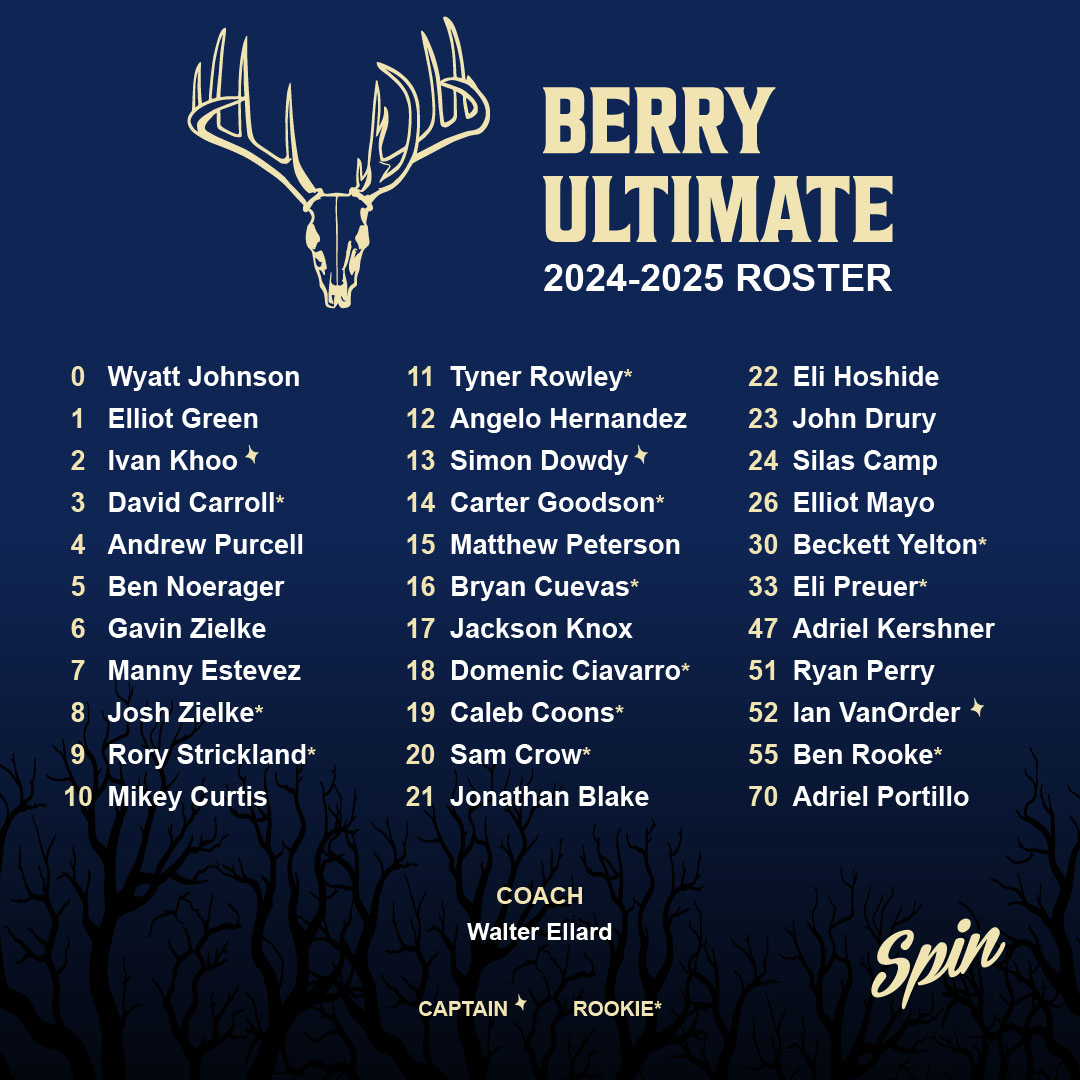 BERRY
ULTIMATE
2024-2025 ROSTER
0 Wyatt Johnson
1 Elliot Green
2 Ivan Khoo ✦
3 David Carroll*
4 Andrew Purcell
5 Ben Noerager
6 Gavin Zielke
7 Manny Estevez
8 Josh Zielke*
9 Rory Strickland*
10 Mikey Curtis
11 Tyner Rowley*
12 Angelo Hernandez
13 Simon Dowdy ✦
14 Carter Goodson*
15 Matthew Peterson
16 Bryan Cuevas*
17 Jackson Knox
18 Domenic Ciavarro*
19 Caleb Coons*
20 Sam Crow*
21 Jonathan Blake
22 Eli Hoshide
23 John Drury
24 Silas Camp
26 Elliot Mayo
30 Beckett Yelton*
33 Eli Preuer*
47 Adriel Kershner
51 Ryan Perry
52 Ian VanOrder ✦
55 Ben Rooke*
70 Adriel Portillo
COACH
Walter Ellard
Spin
CAPTAIN ✦ ROOKIE*